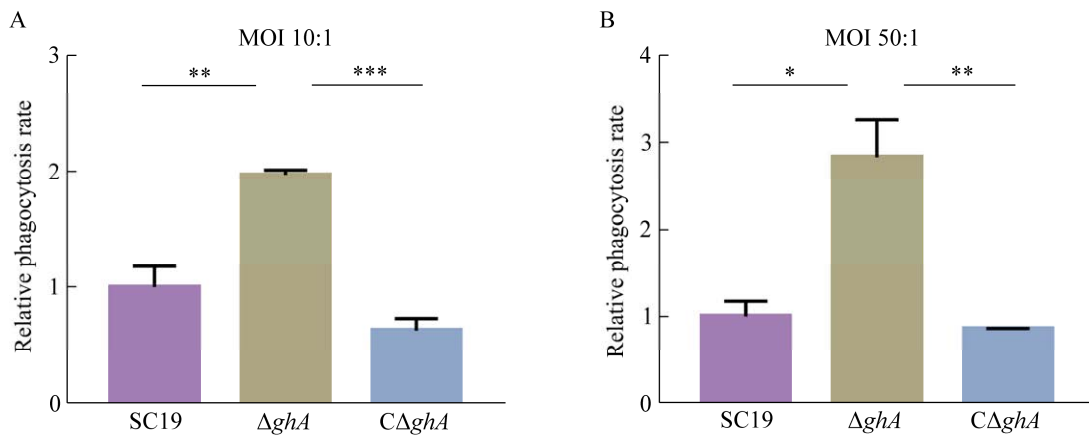 A
MOI 10:1
Relative phagocytosis rate
3
2
1
0
**
***
SC19
ΔghA
CΔghA
B
MOI 50:1
Relative phagocytosis rate
4
3
2
1
0
*
**
SC19
ΔghA
CΔghA